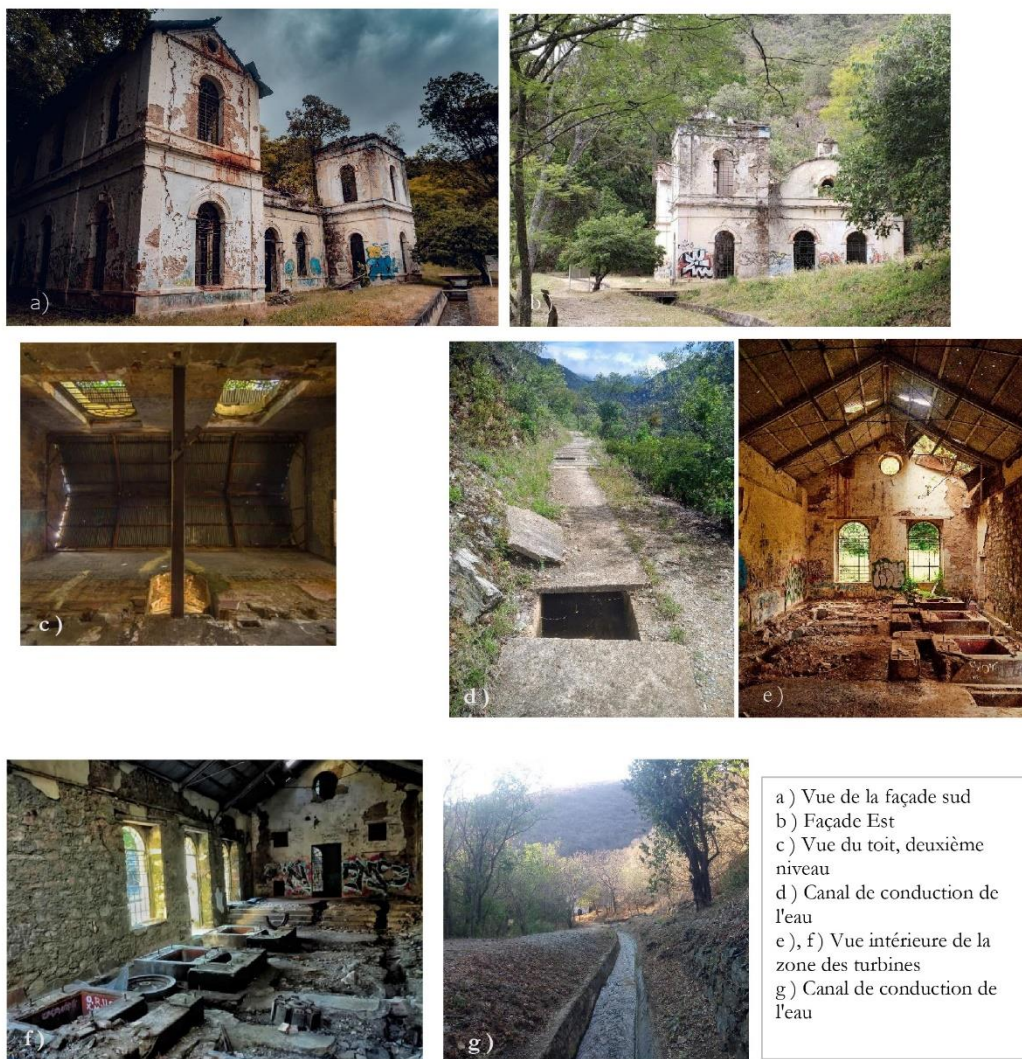 a)
b
c )
d )
e )
f )
g )
a ) Vue de la façade sud
b ) Façade Est
c ) Vue du toit, deuxième
niveau
d ) Canal de conduction de
l'eau
e ), f ) Vue intérieure de la
zone des turbines
g ) Canal de conduction de
l'eau